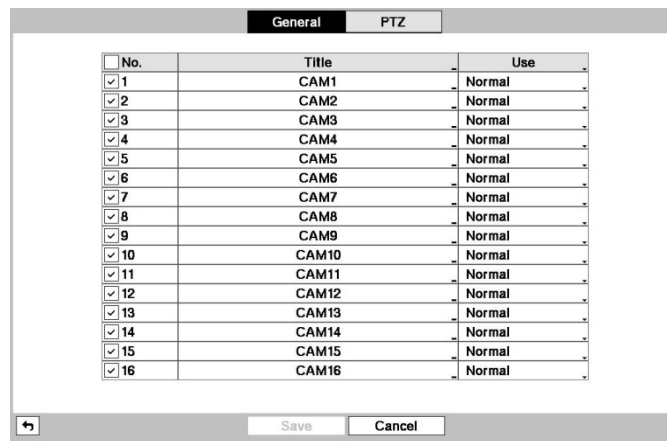 General PTZ
No. Title Use
1 CAM1 Normal
2 CAM2 Normal
3 CAM3 Normal
4 CAM4 Normal
5 CAM5 Normal
6 CAM6 Normal
7 CAM7 Normal
8 CAM8 Normal
9 CAM9 Normal
10 CAM10 Normal
11 CAM11 Normal
12 CAM12 Normal
13 CAM13 Normal
14 CAM14 Normal
15 CAM15 Normal
16 CAM16 Normal
Save Cancel